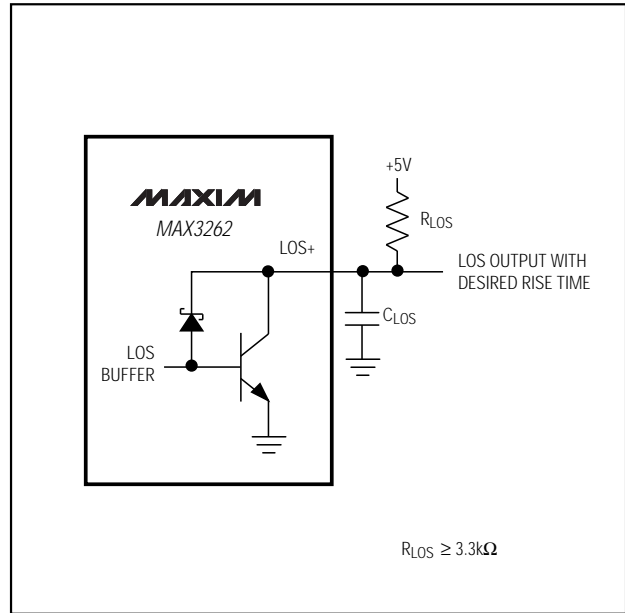 +5V
MAXIM
MAX3262
RLOS
LOS+
LOS OUTPUT WITH
DESIRED RISE TIME
CLOS
LOS
BUFFER
RLOS ≥ 3.3kΩ